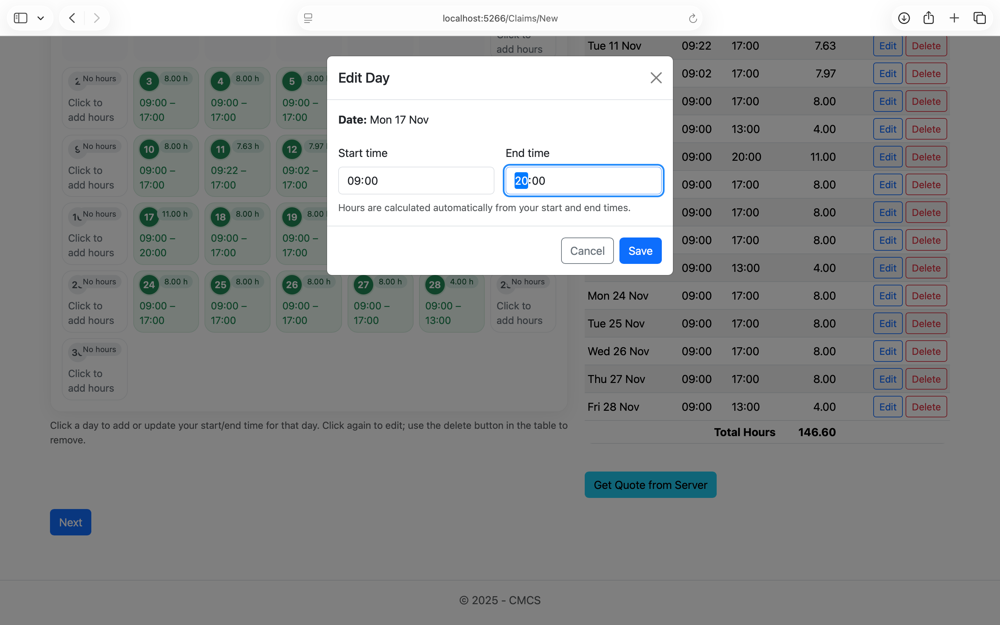 localhost:5266/Claims/New
add hours
Tue 11 Nov 09:22 17:00 7.63 Edit Delete
09:02 17:00 7.97 Edit Delete
09:00 17:00 8.00 Edit Delete
09:00 13:00 4.00 Edit Delete
09:00 20:00 11.00 Edit Delete
09:00 17:00 8.00 Edit Delete
09:00 17:00 8.00 Edit Delete
09:00 17:00 8.00 Edit Delete
09:00 13:00 4.00 Edit Delete
Mon 24 Nov 09:00 17:00 8.00 Edit Delete
Tue 25 Nov 09:00 17:00 8.00 Edit Delete
Wed 26 Nov 09:00 17:00 8.00 Edit Delete
Thu 27 Nov 09:00 17:00 8.00 Edit Delete
Fri 28 Nov 09:00 13:00 4.00 Edit Delete
Total Hours 146.60
Get Quote from Server
No hours 3 8.00 h 4 8.00 h 5 8.00
Click to 09:00 – 09:00 – 09:00 –
add hours 17:00 17:00 17:00
No hours 10 8.00 h 11 7.63 h 12 7.97
Click to 09:00 – 09:22 – 09:02 –
add hours 17:00 17:00 17:00
No hours 17 11.00 h 18 8.00 h 19 8.00
Click to 09:00 – 09:00 – 09:00 –
add hours 20:00 17:00 17:00
No hours 24 8.00 h 25 8.00 h 26 8.00 h 27 8.00 h 28 4.00 h No hours
Click to 09:00 – 09:00 – 09:00 – 09:00 – 09:00 – Click to
add hours 17:00 17:00 17:00 17:00 13:00 add hours
No hours
Click to
add hours
Click a day to add or update your start/end time for that day. Click again to edit; use the delete button in the table to
remove.
Next
Edit Day
Date: Mon 17 Nov
Start time End time
09:00 20:00
Hours are calculated automatically from your start and end times.
Cancel Save
© 2025 - CMCS